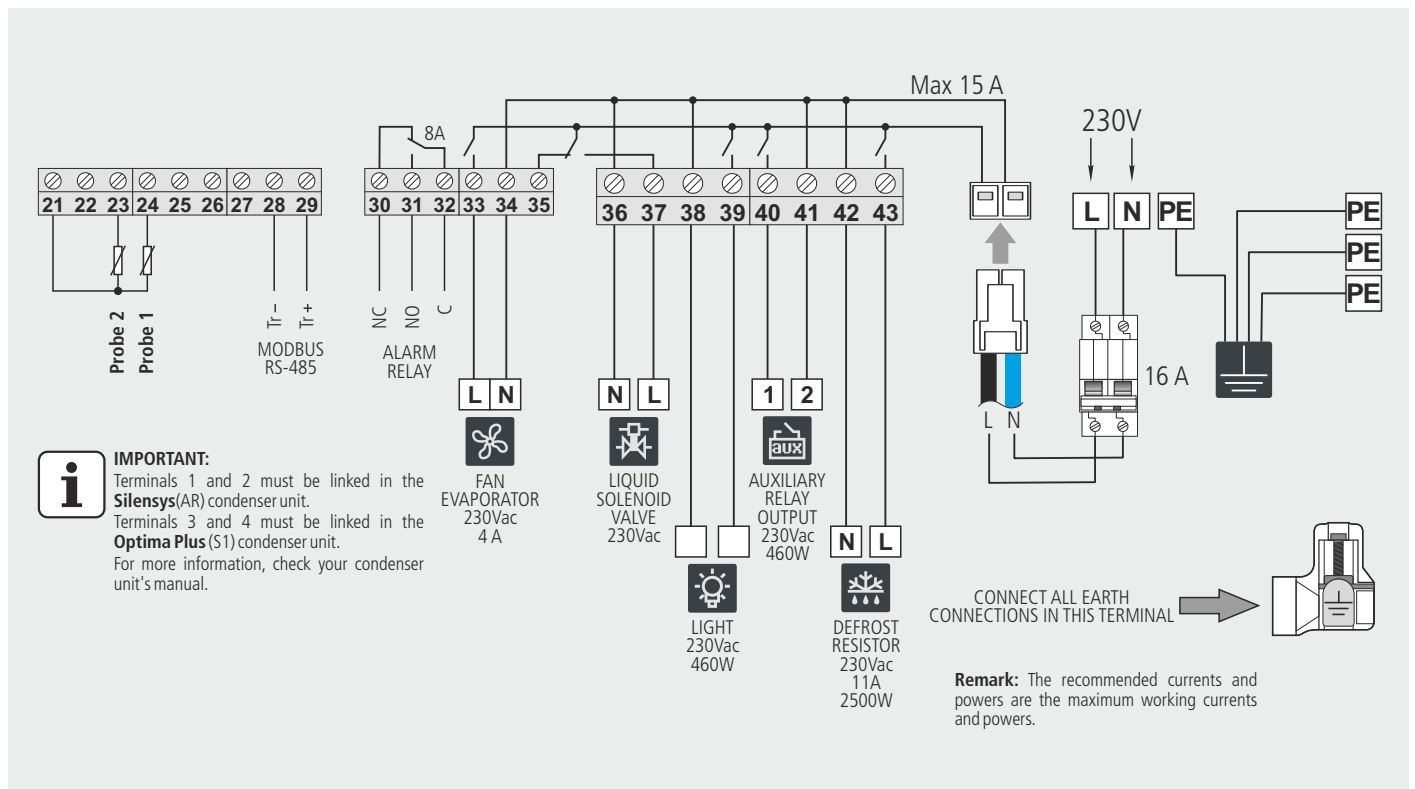 Max 15 A
230V
8A
21 22 23 24 25 26 27 28 29
30 31 32 33 34 35
36 37 38 39 40 41 42 43
L N PE
PE
PE
PE
Probe 2
Probe 1
Tr –
Tr +
MODBUS
RS-485
NC
NO
C
ALARM
RELAY
L N
FAN
EVAPORATOR
230Vac
4 A
N L
LIQUID
SOLENOID
VALVE
230Vac
LIGHT
230Vac
460W
1 2
aux
AUXILIARY
RELAY
OUTPUT
230Vac
460W
N L
DEFROST
RESISTOR
230Vac
11A
2500W
L N
16 A
i
IMPORTANT:
Terminals 1 and 2 must be linked in the
Silensys(AR) condenser unit.
Terminals 3 and 4 must be linked in the
Optima Plus (S1) condenser unit.
For more information, check your condenser
unit's manual.
CONNECT ALL EARTH
CONNECTIONS IN THIS TERMINAL
Remark: The recommended currents and
powers are the maximum working currents
and powers.